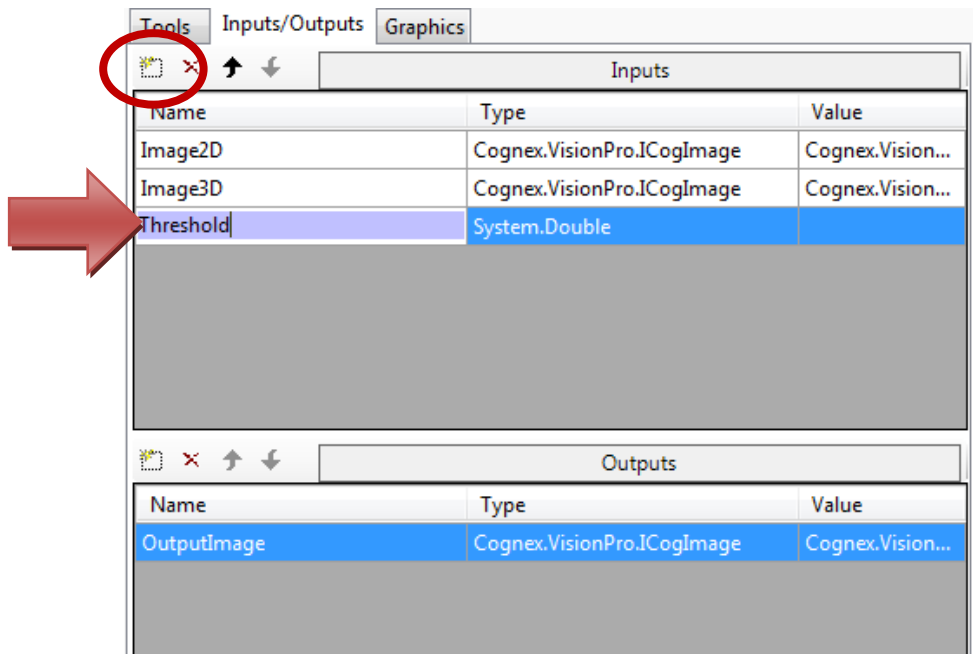 Tools Inputs/Outputs Graphics
Inputs
Name Type Value
Image2D Cognex.VisionPro.ICogImage Cognex.Vision...
Image3D Cognex.VisionPro.ICogImage Cognex.Vision...
Threshold System.Double
Outputs
Name Type Value
OutputImage Cognex.VisionPro.ICogImage Cognex.Vision...